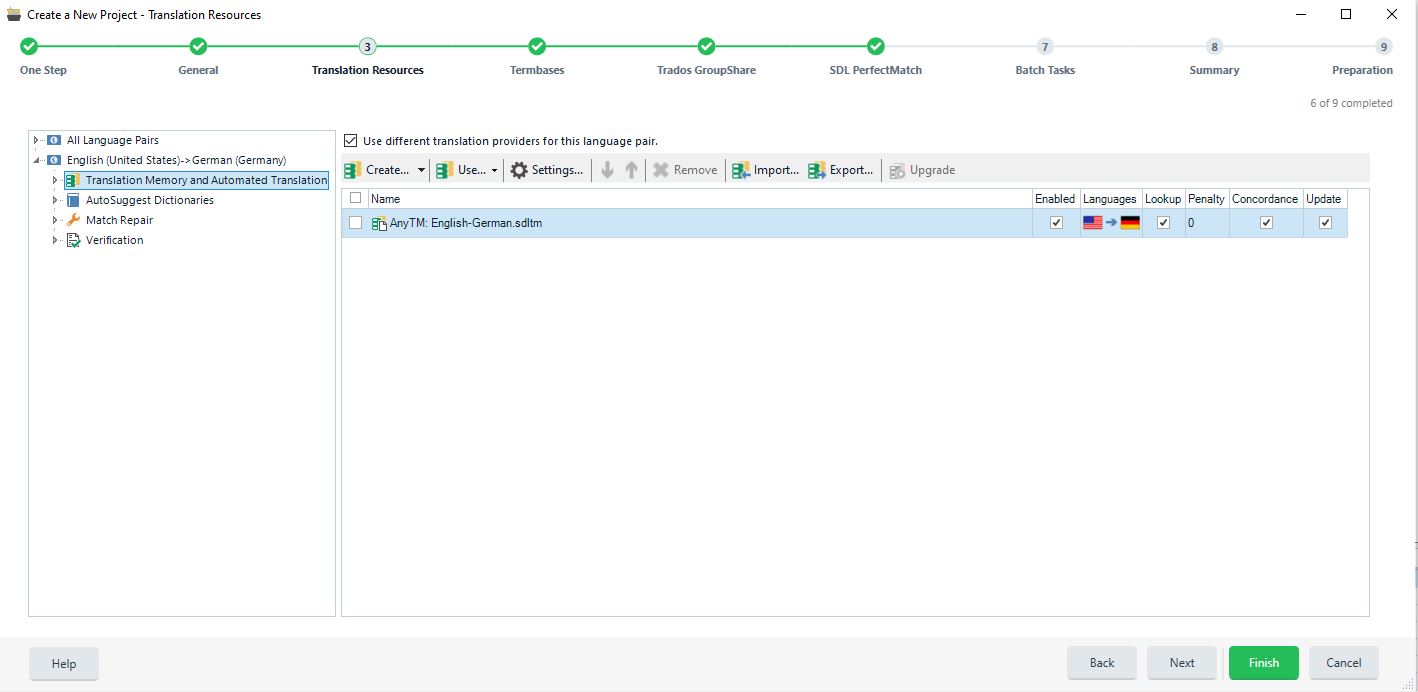 Create a New Project - Translation Resources
3 7 8 9
One Step General Translation Resources Termbases Trados GroupShare SDL PerfectMatch Batch Tasks Summary Preparation
6 of 9 completed
All Language Pairs
English (United States)->German (Germany)
Translation Memory and Automated Translation
AutoSuggest Dictionaries
Match Repair
Verification
Use different translation providers for this language pair.
Create... Use... Settings... Remove Import... Export... Upgrade
Name Enabled Languages Lookup Penalty Concordance Update
AnyTM: English-German.sdltm 0
Help Back Next Finish Cancel